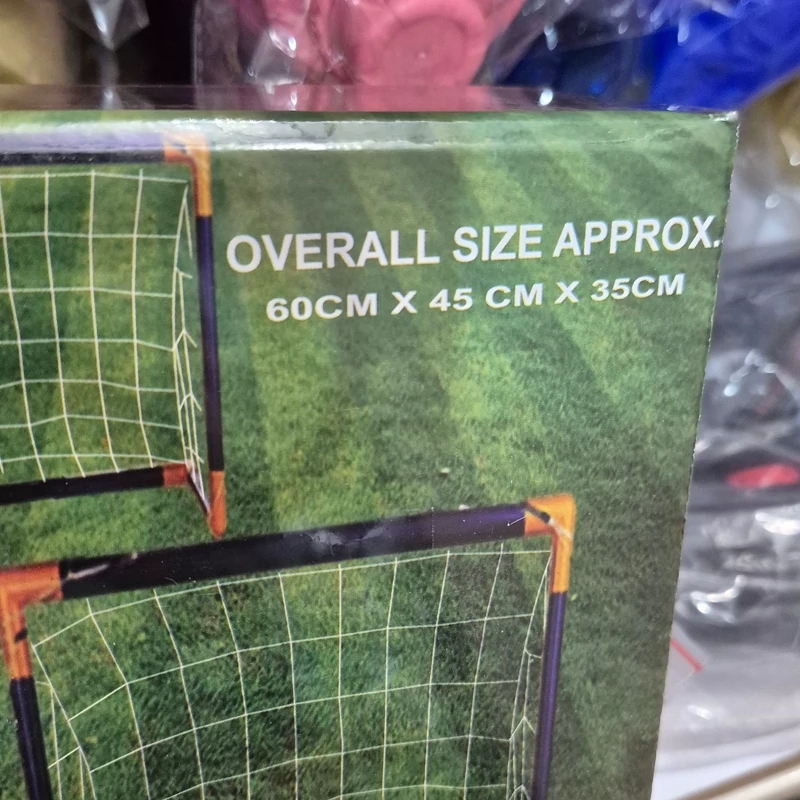 OVERALL SIZE APPROX.
60CM X 45 CM X 35CM